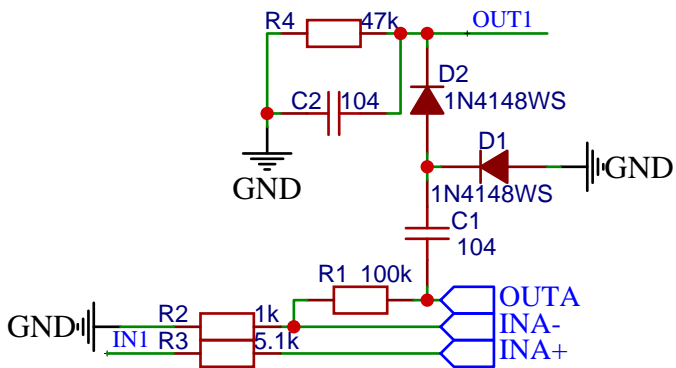 R4 47k OUT1
D2
C2 104 1N4148WS
D1
GND GND
1N4148WS
C1
104
R1 100k
OUTA
GND R2 1k INA-
IN1 R3 5.1k INA+